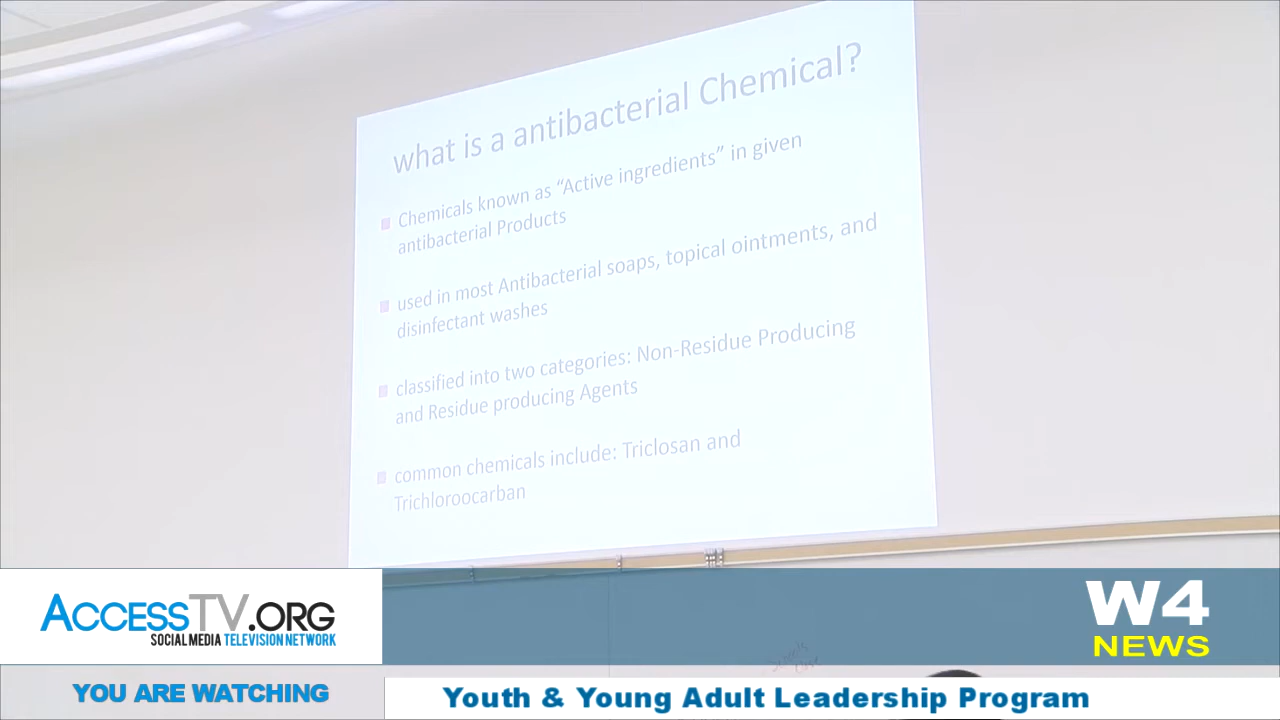 what is a antibacterial Chemical?
Chemicals known as “Active ingredients” in given
antibacterial Products
used in most Antibacterial soaps, topical ointments, and
disinfectant washes
classified into two categories: Non-Residue Producing
and Residue producing Agents
common chemicals include: Triclosan and
Trichloroocarban
ACCESSTV.ORG
SOCIAL MEDIA TELEVISION NETWORK
W4
NEWS
YOU ARE WATCHING
Youth & Young Adult Leadership Program